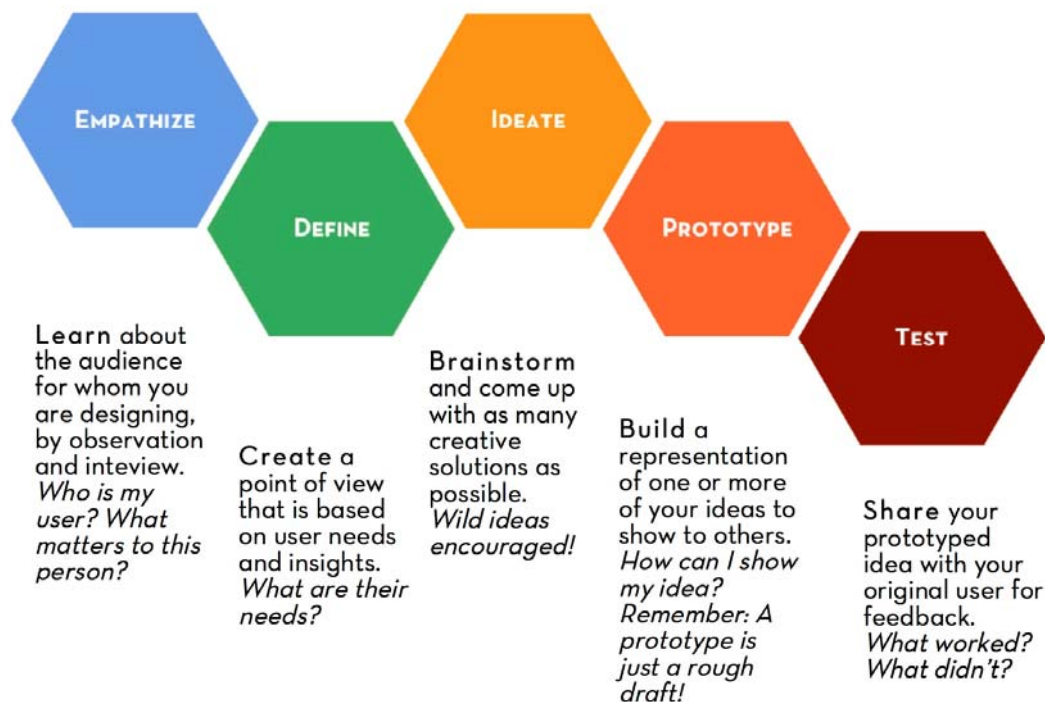 EMPATHIZE
Learn about
the audience
for whom you
are designing,
by observation
and inteview.
Who is my
user? What
matters to this
person?
DEFINE
Create a
point of view
that is based
on user needs
and insights.
What are their
needs?
IDEATE
Brainstorm
and come up
with as many
creative
solutions as
possible.
Wild ideas
encouraged!
PROTOTYPE
Build a
representation
of one or more
of your ideas to
show to others.
How can I show
my idea?
Remember: A
prototype is
just a rough
draft!
TEST
Share your
prototyped
idea with your
original user for
feedback.
What worked?
What didn't?